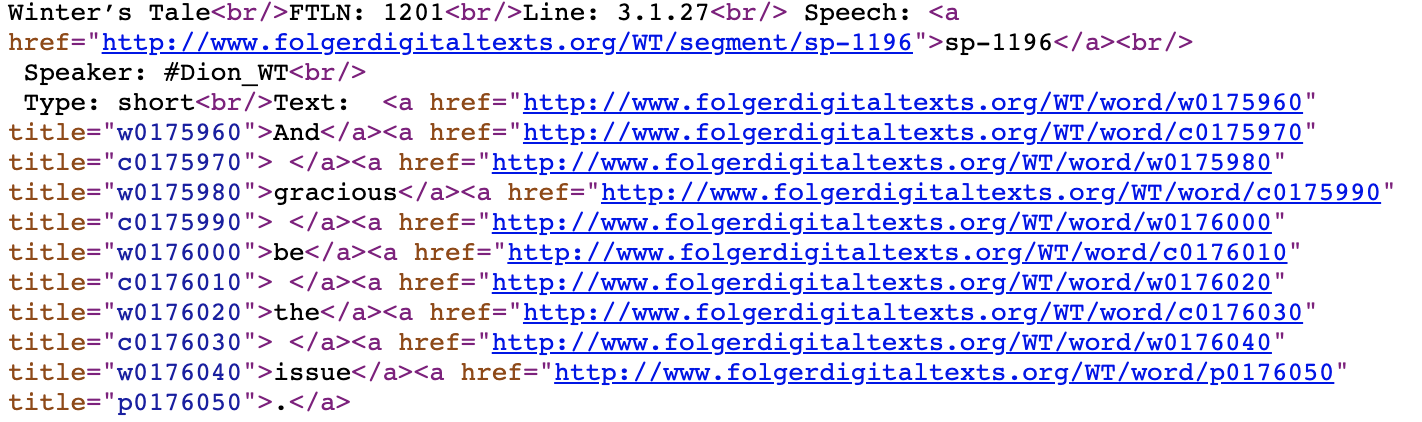 Winter’s Tale<br/>FTLN: 1201<br/>Line: 3.1.27<br/> Speech: <a
href="http://www.folgerdigitaltexts.org/WT/segment/sp-1196">sp-1196</a><br/>
Speaker: #Dion_WT<br/>
Type: short<br/>Text:  <a href="http://www.folgerdigitaltexts.org/WT/word/w0175960"
title="w0175960">And</a><a href="http://www.folgerdigitaltexts.org/WT/word/c0175970"
title="c0175970"> </a><a href="http://www.folgerdigitaltexts.org/WT/word/w0175980"
title="w0175980">gracious</a><a href="http://www.folgerdigitaltexts.org/WT/word/c0175990"
title="c0175990"> </a><a href="http://www.folgerdigitaltexts.org/WT/word/w0176000"
title="w0176000">be</a><a href="http://www.folgerdigitaltexts.org/WT/word/c0176010"
title="c0176010"> </a><a href="http://www.folgerdigitaltexts.org/WT/word/w0176020"
title="w0176020">the</a><a href="http://www.folgerdigitaltexts.org/WT/word/c0176030"
title="c0176030"> </a><a href="http://www.folgerdigitaltexts.org/WT/word/w0176040"
title="w0176040">issue</a><a href="http://www.folgerdigitaltexts.org/WT/word/p0176050"
title="p0176050">.</a>